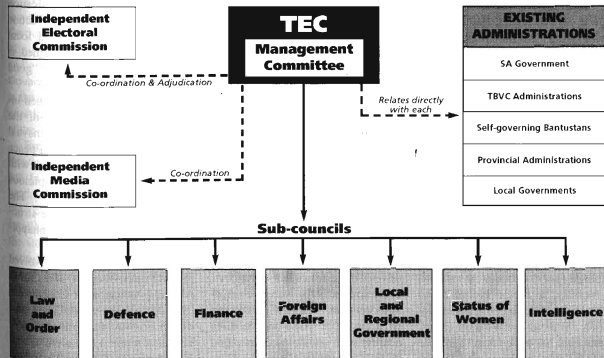 Independent
Electoral
Commission
TEC
Management
Committee
EXISTING
ADMINISTRATIONS
SA Government
TBVC Administrations
Self-governing Bantustans
Provincial Administrations
Local Governments
Co-ordination & Adjudication
Relates directly
with each
Independent
Media
Commission
Co-ordination
Sub-councils
Law
and
Order
Defence
Finance
Foreign
Affairs
Local
and
Regional
Government
Status of
Women
Intelligence